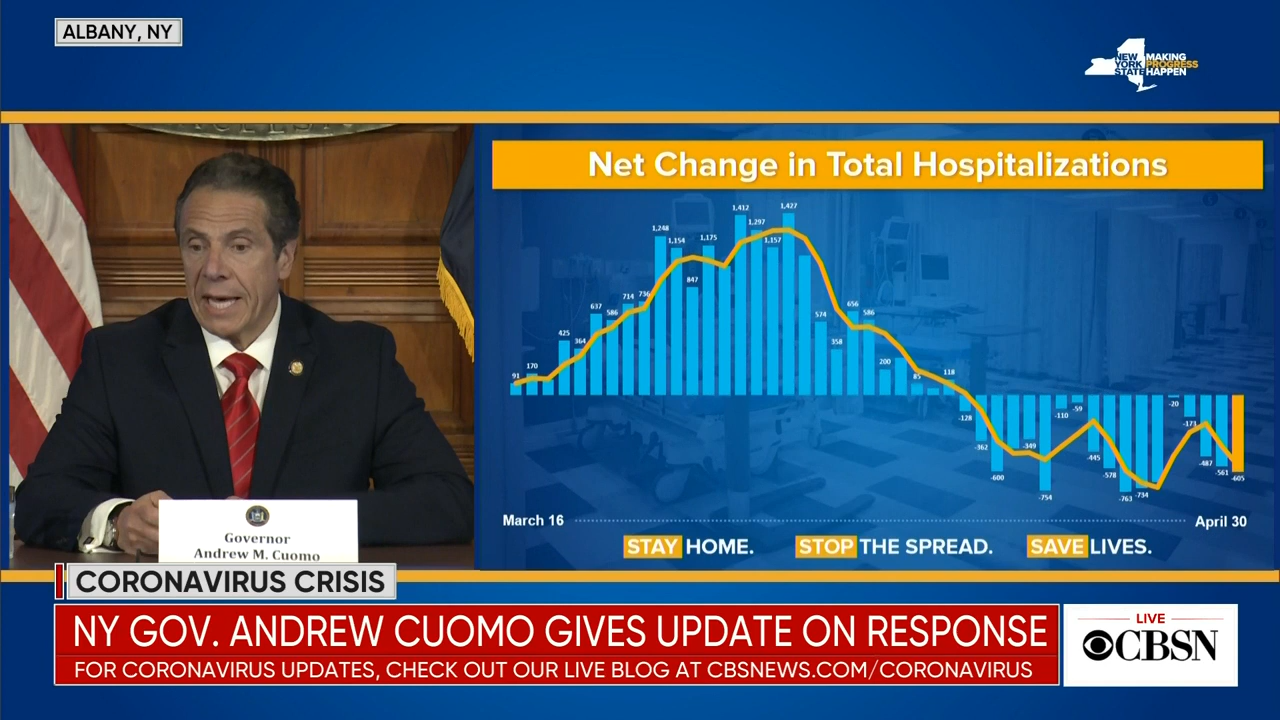 ALBANY, NY
NEW
YORK
STATE
MAKING
PROGRESS
HAPPEN
Net Change in Total Hospitalizations
91
170
425
364
637
586
714
736
1,248
1,154
847
1,175
1,412
1,297
1,157
1,427
574
358
656
586
200
85
118
-128
-362
-600
-349
-754
-110
-59
-445
-578
-763
-734
-20
-173
-487
-561
-605
March 16
April 30
STAY HOME. STOP THE SPREAD. SAVE LIVES.
Governor
Andrew M. Cuomo
CORONAVIRUS CRISIS
NY GOV. ANDREW CUOMO GIVES UPDATE ON RESPONSE
FOR CORONAVIRUS UPDATES, CHECK OUT OUR LIVE BLOG AT CBSNEWS.COM/CORONAVIRUS
LIVE
CBSN